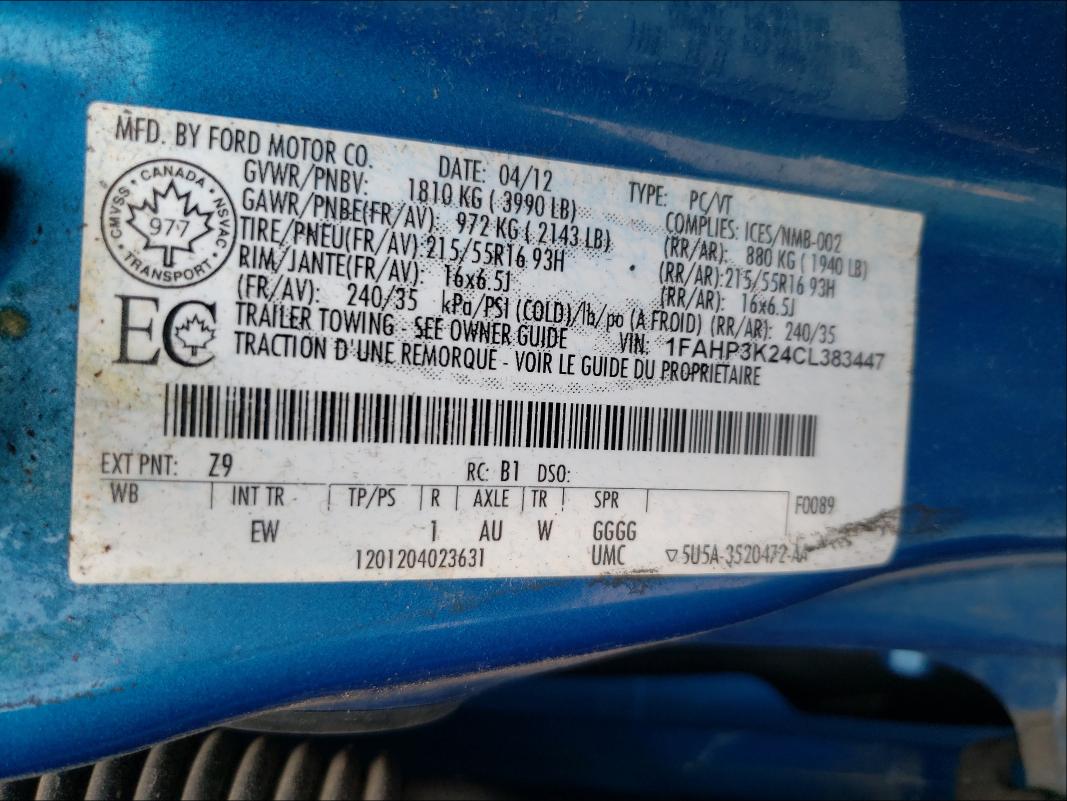 MFD. BY FORD MOTOR CO. DATE: 04/12 TYPE: PC/VT
GVWR/PNBV: 1810 KG ( 3990 LB) COMPLIES: ICES/NMB-002
GAWR/PNBE(FR/AV): 972 KG ( 2143 LB) (RR/AR): 880 KG ( 1940 LB)
TIRE/PNEU(FR/AV):215/55R16 93H (RR/AR):215/55R16 93H
RIM/JANTE(FR/AV): 16x6.5J (RR/AR): 16x6.5J
(FR/AV): 240/35 kPa/PSI (COLD)/lb/po (A FROID) (RR/AR): 240/35
TRAILER TOWING - SEE OWNER GUIDE VIN: 1FAHP3K24CL383447
TRACTION D'UNE REMORQUE - VOIR LE GUIDE DU PROPRIETAIRE
CANADA
CMVSS 977 NSVAC
TRANSPORT
EC
EXT PNT: Z9 RC: B1 DSO:
WB INT TR TP/PS R AXLE TR SPR F0089
EW 1 AU W GGGG
1201204023631 UMC ▽5U5A-3520472-AA